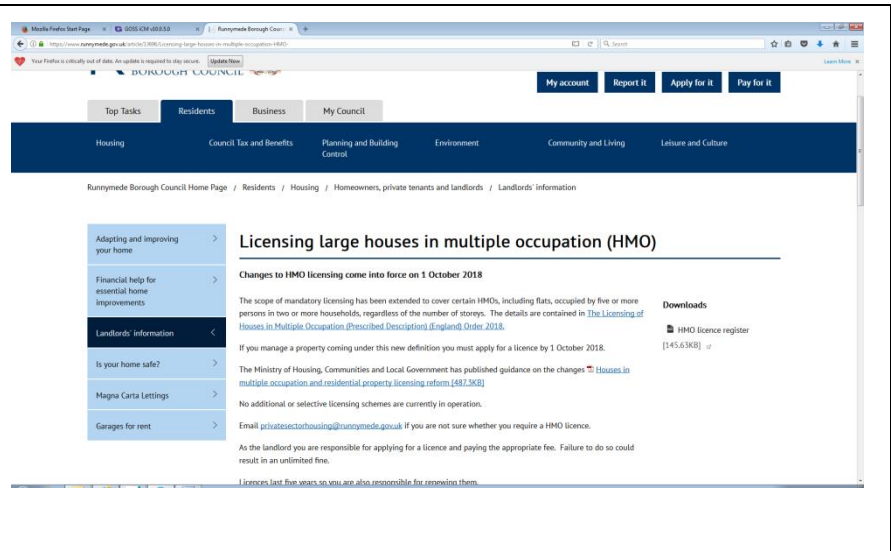 Mozilla Firefox Start Page
GOSS iCM v10.0.5.0
Runnymede Borough Counc
https://www.runnymede.gov.uk/article/13886/Licensing-large-houses-in-multiple-occupation-HMO-
Search
Your Firefox is critically out of date. An update is required to stay secure.
Update Now
Learn More
BOROUGH COUNCIL
My account
Report it
Apply for it
Pay for it
Top Tasks
Residents
Business
My Council
Housing
Council Tax and Benefits
Planning and Building
Control
Environment
Community and Living
Leisure and Culture
Runnymede Borough Council Home Page / Residents / Housing / Homeowners, private tenants and landlords / Landlords' information
Adapting and improving
your home
Financial help for
essential home
improvements
Landlords' information
Is your home safe?
Magna Carta Lettings
Garages for rent
Licensing large houses in multiple occupation (HMO)
Changes to HMO licensing come into force on 1 October 2018
The scope of mandatory licensing has been extended to cover certain HMOs, including flats, occupied by five or more
persons in two or more households, regardless of the number of storeys. The details are contained in The Licensing of
Houses in Multiple Occupation (Prescribed Description) (England) Order 2018.
If you manage a property coming under this new definition you must apply for a licence by 1 October 2018.
The Ministry of Housing, Communities and Local Government has published guidance on the changes Houses in
multiple occupation and residential property licensing reform [487.3KB]
No additional or selective licensing schemes are currently in operation.
Email privatesectorhousing@runnymede.gov.uk if you are not sure whether you require a HMO licence.
As the landlord you are responsible for applying for a licence and paying the appropriate fee. Failure to do so could
result in an unlimited fine.
Licences last five years so you are also responsible for renewing them.
Downloads
HMO licence register
[145.63KB]